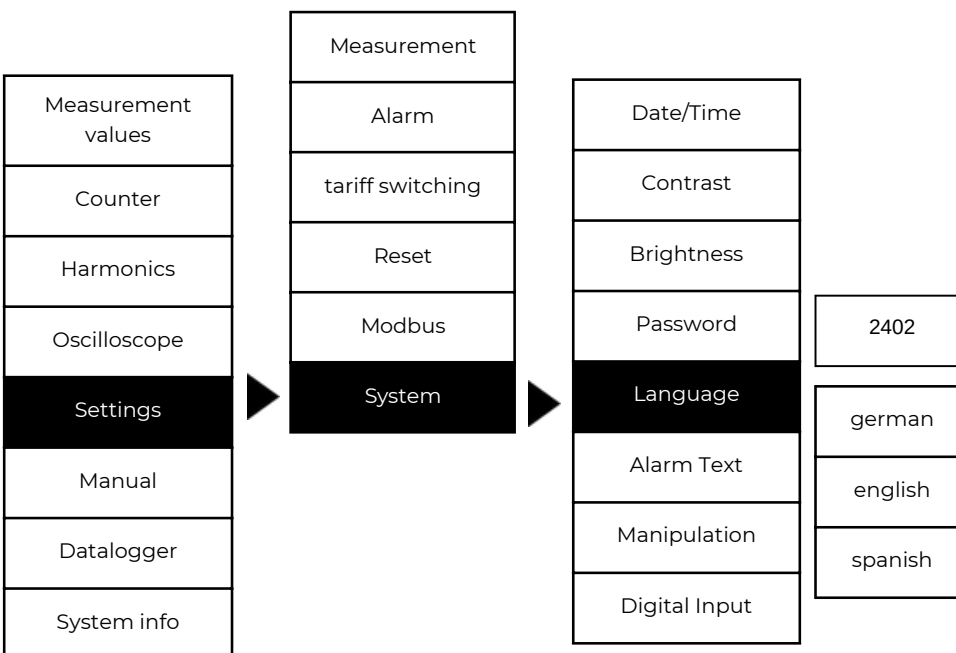 Measurement
values
Counter
Harmonics
Oscilloscope
Settings
Manual
Datalogger
System info
Measurement
Alarm
tariff switching
Reset
Modbus
System
Date/Time
Contrast
Brightness
Password
Language
Alarm Text
Manipulation
Digital Input
2402
german
english
spanish